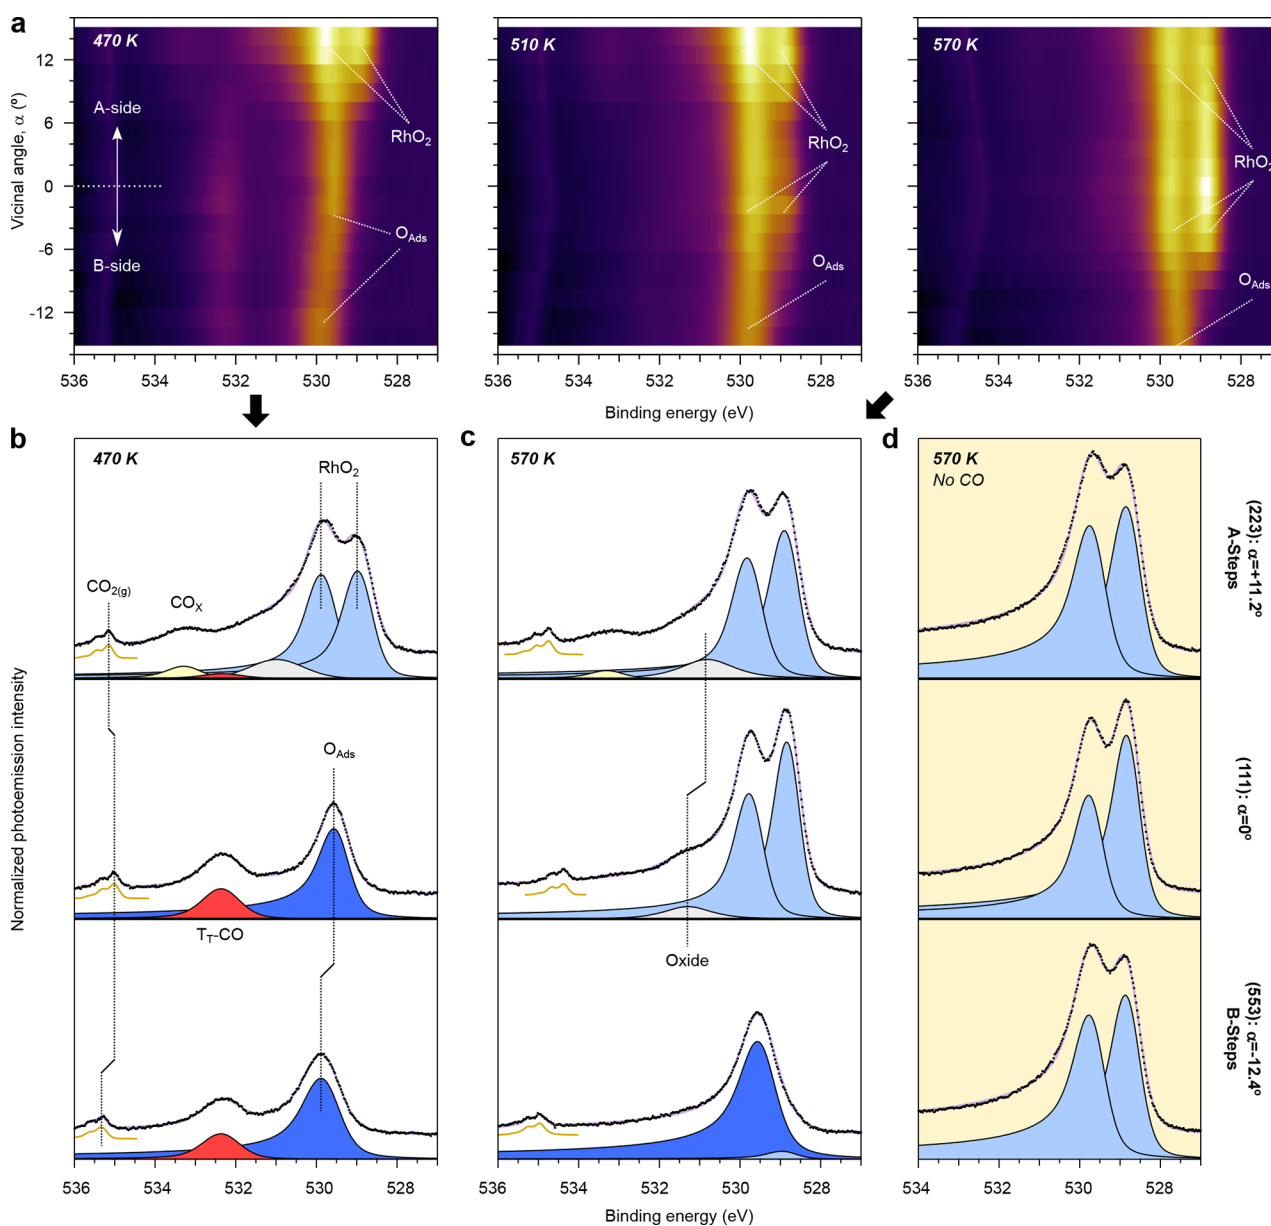 a
470 K
510 K
570 K
Vicinal angle, α (º)
12
6
0
-6
-12
A-side
B-side
RhO2
OAds
RhO2
OAds
RhO2
OAds
536 534 532 530 528
536 534 532 530 528
536 534 532 530 528
Binding energy (eV)
b
470 K
RhO2
CO2(g)
COX
OAds
TT-CO
c
570 K
Oxide
d
570 K
No CO
(223): α=+11.2º
A-Steps
(111): α=0º
(553): α=-12.4º
B-Steps
Normalized photoemission intensity
536 534 532 530 528
536 534 532 530 528
534 532 530 528
Binding energy (eV)